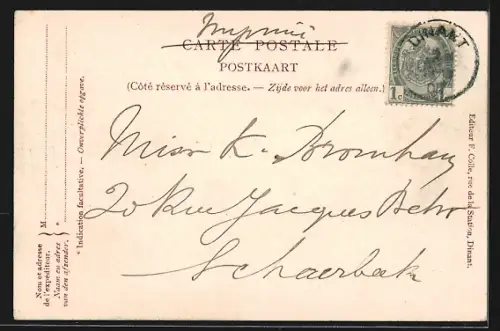 Imprimé
CARTE POSTALE
POSTKAART
(Côté réservé à l'adresse. — Zijde voor het adres alleen.)
DINANT
1 c
Miss K. Bromhay
20 Rue Jacques
Schaerbeek
Editeur F. Colle, rue de la Station, Dinant.
* Indication facultative. — Onverplichte opgave.
Nom et adresse de l'expéditeur.
Naam en adres van den afzender.
M
*